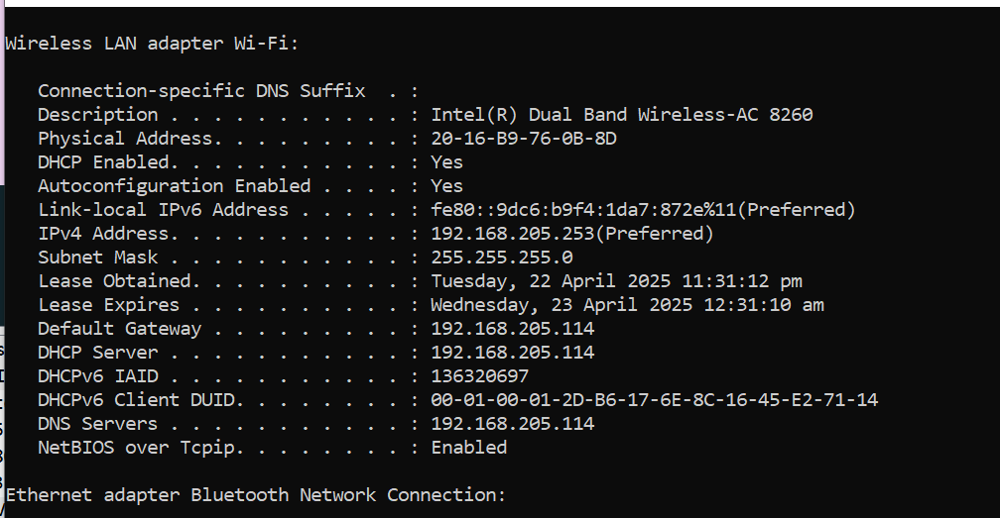 Wireless LAN adapter Wi-Fi:
Connection-specific DNS Suffix  . :
Description . . . . . . . . . . . : Intel(R) Dual Band Wireless-AC 8260
Physical Address. . . . . . . . . : 20-16-B9-76-0B-8D
DHCP Enabled. . . . . . . . . . . : Yes
Autoconfiguration Enabled . . . . : Yes
Link-local IPv6 Address . . . . . : fe80::9dc6:b9f4:1da7:872e%11(Preferred)
IPv4 Address. . . . . . . . . . . : 192.168.205.253(Preferred)
Subnet Mask . . . . . . . . . . . : 255.255.255.0
Lease Obtained. . . . . . . . . . : Tuesday, 22 April 2025 11:31:12 pm
Lease Expires . . . . . . . . . . : Wednesday, 23 April 2025 12:31:10 am
Default Gateway . . . . . . . . . : 192.168.205.114
DHCP Server . . . . . . . . . . . : 192.168.205.114
DHCPv6 IAID . . . . . . . . . . . : 136320697
DHCPv6 Client DUID. . . . . . . . : 00-01-00-01-2D-B6-17-6E-8C-16-45-E2-71-14
DNS Servers . . . . . . . . . . . : 192.168.205.114
NetBIOS over Tcpip. . . . . . . . : Enabled
Ethernet adapter Bluetooth Network Connection: